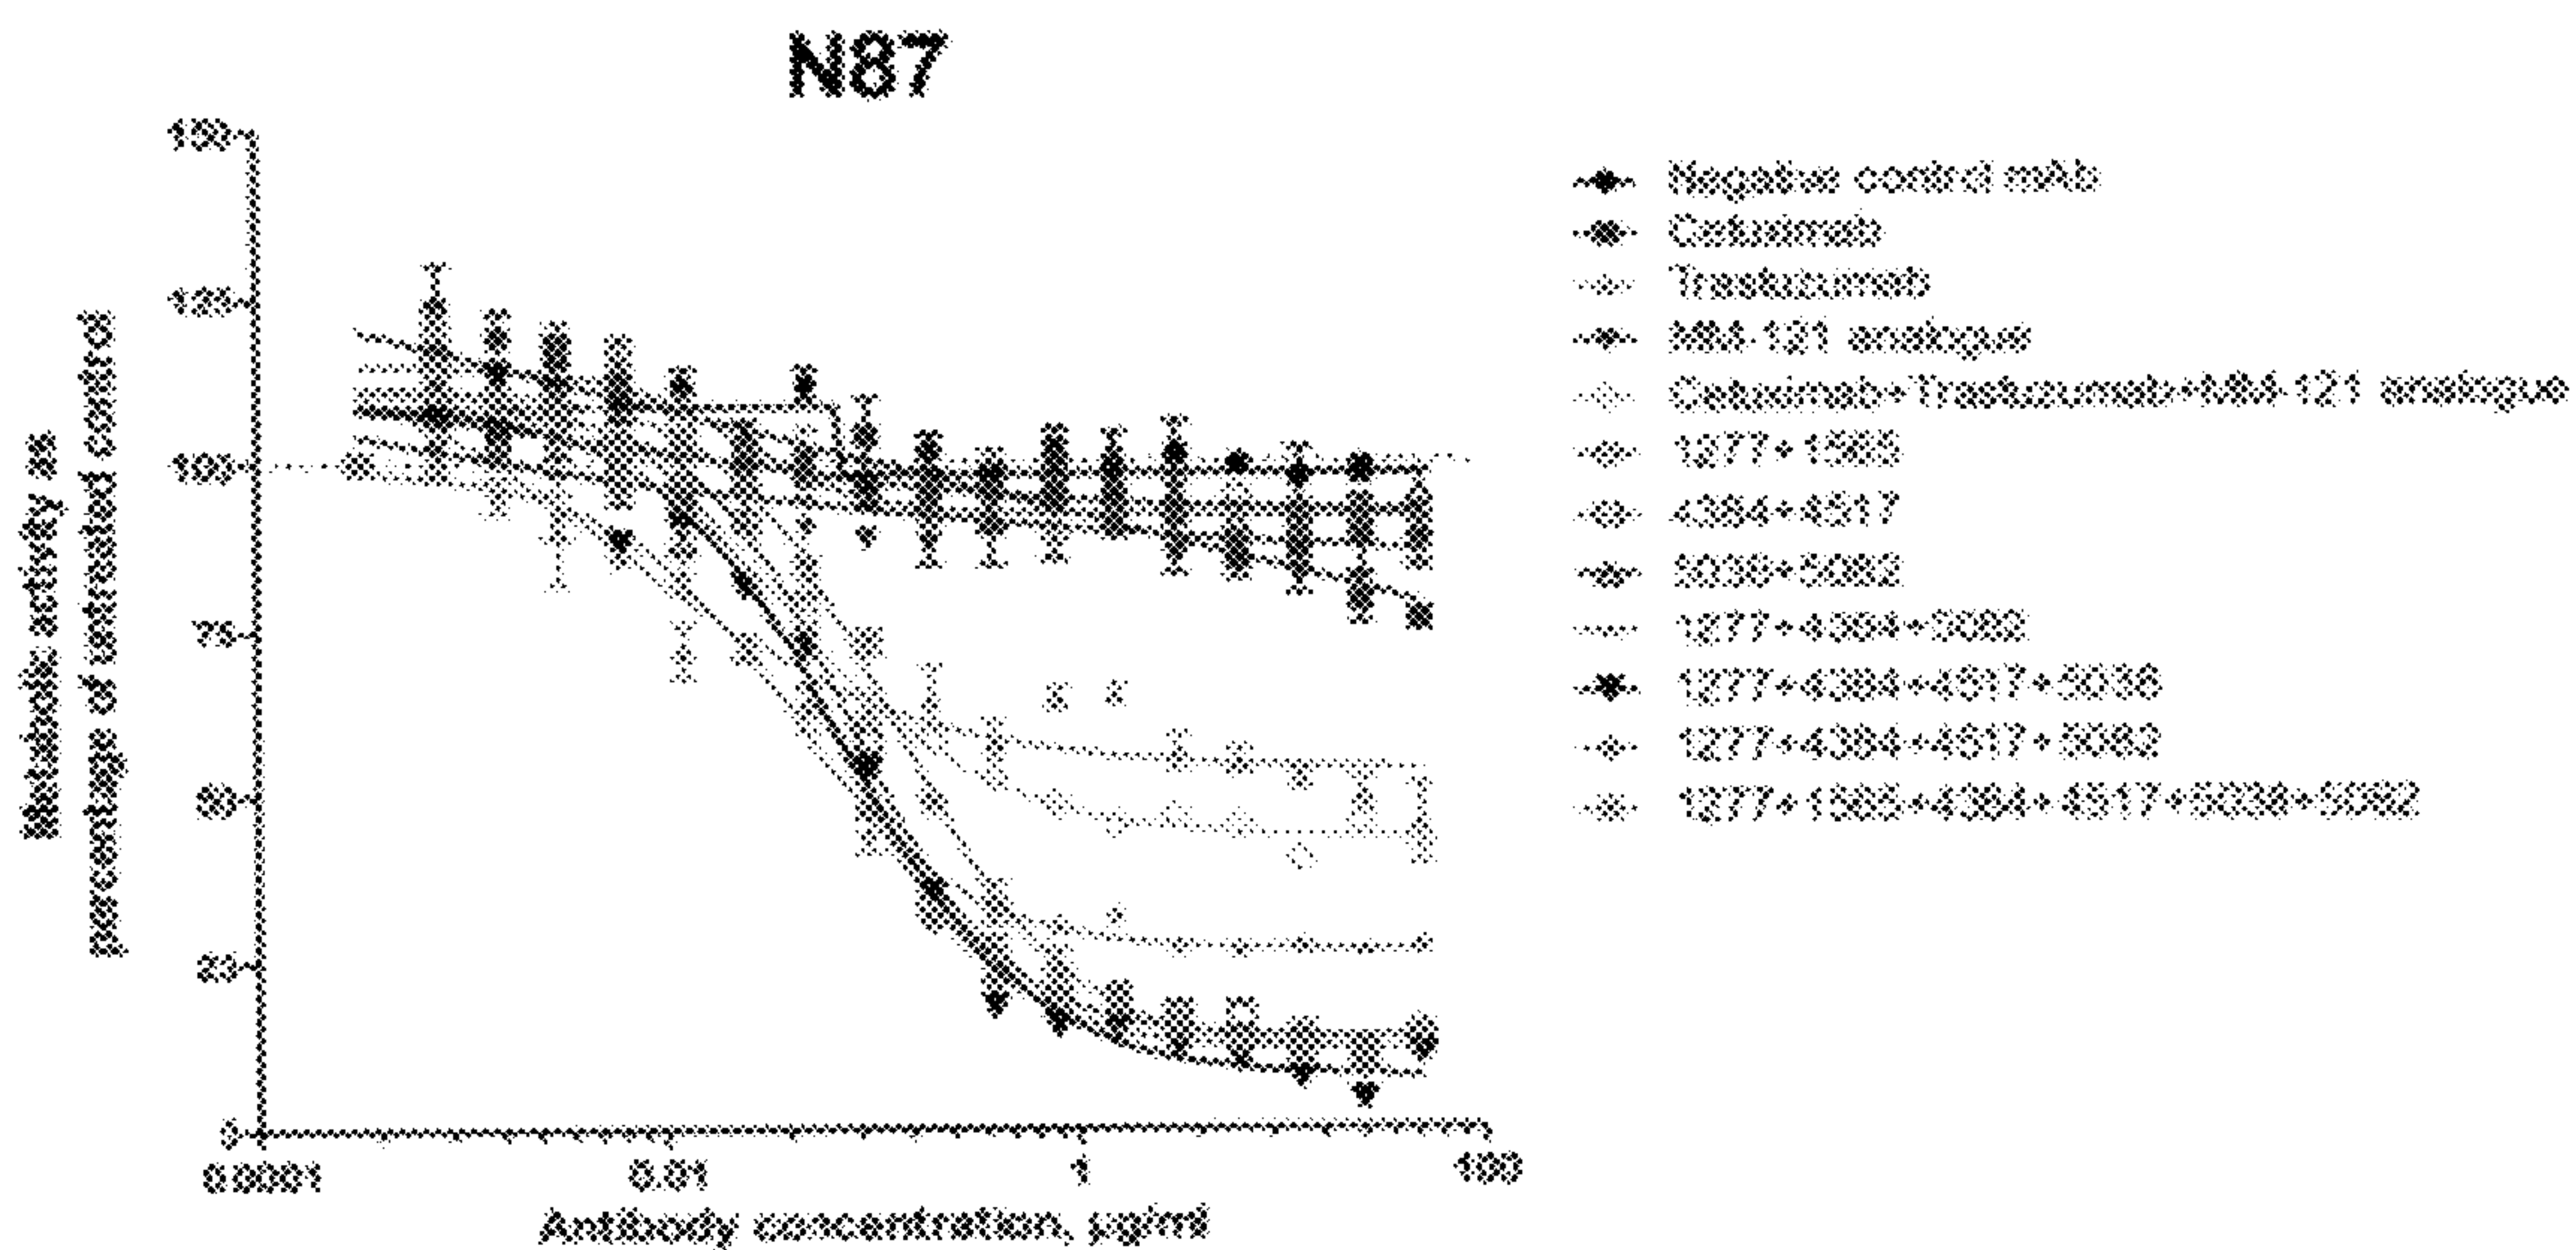 N87
150
125
100
75
50
25
0
0.0001
0.01
1
100
Metabolic activity as
percentage of untreated control
Antibody concentration, µg/ml
Negative control mAb
Cetuximab
Trastuzumab
MM-121 analogue
Cetuximab+Trastuzumab+MM-121 analogue
1277+1565
4384+4517
5038+5082
1277+4384+5082
1277+4384+4517+5038
1277+4384+4517+5082
1277+1565+4384+4517+5038+5082